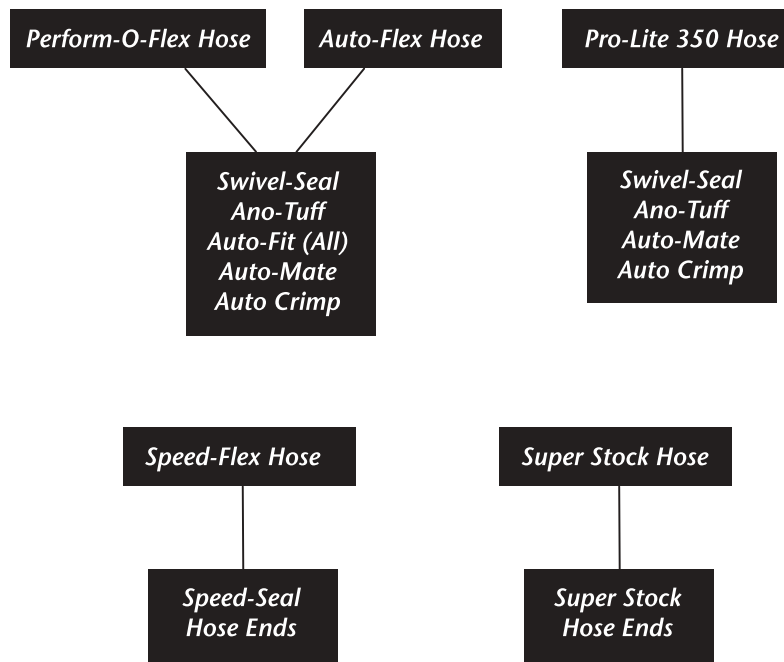 Perform-O-Flex Hose
Auto-Flex Hose
Pro-Lite 350 Hose
Swivel-Seal
Ano-Tuff
Auto-Fit (All)
Auto-Mate
Auto Crimp
Swivel-Seal
Ano-Tuff
Auto-Mate
Auto Crimp
Speed-Flex Hose
Super Stock Hose
Speed-Seal
Hose Ends
Super Stock
Hose Ends